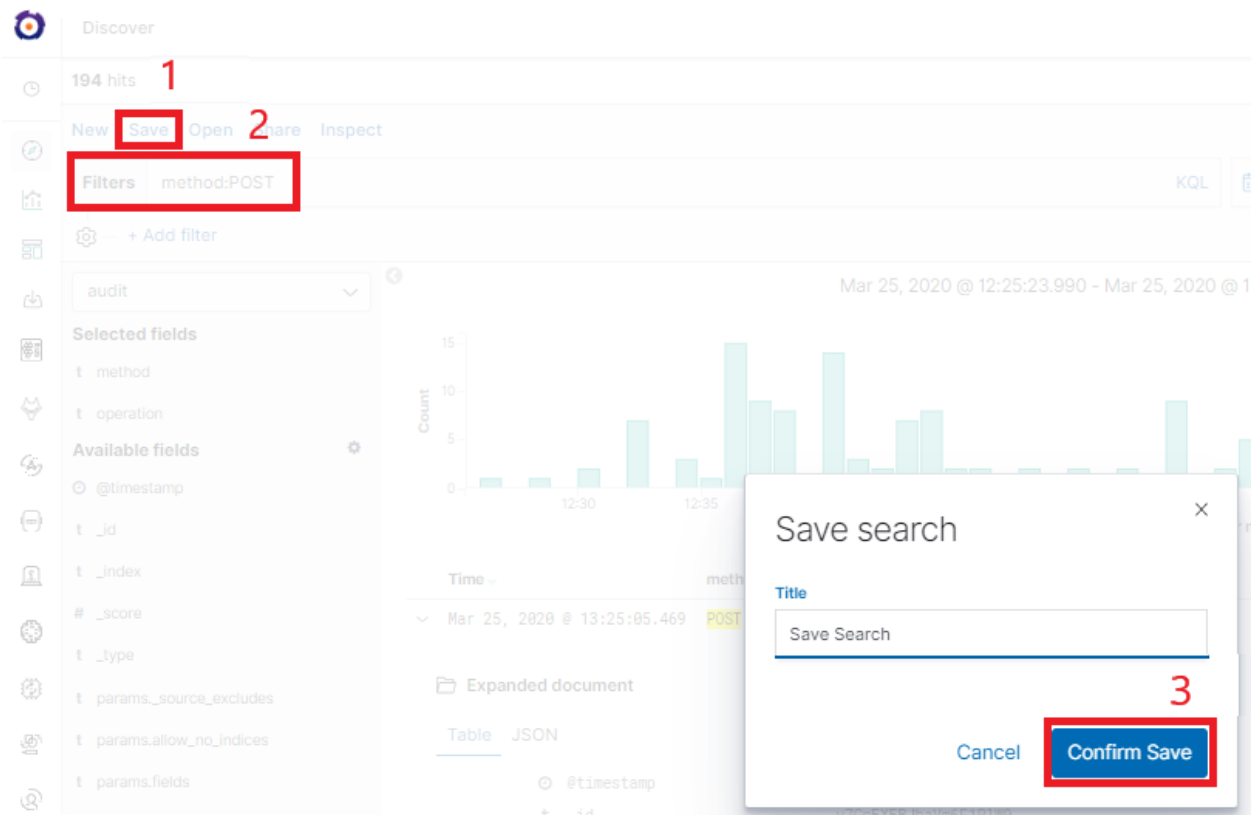 Discover
194 hits
1
New Save Open Share Inspect
2
Filters method:POST KQL
+ Add filter
audit
Mar 25, 2020 @ 12:25:23.990 - Mar 25, 2020 @ 1
Selected fields
t method
t operation
Available fields
@timestamp
t _id
t _index
# _score
t _type
t params._source_excludes
t params.allow_no_indices
t params.fields
Count
15
10
5
0
12:30 12:35
Time meth
Mar 25, 2020 @ 13:25:05.469 POST
Expanded document
Table JSON
@timestamp
t _id
Save search
Title
Save Search
3
Cancel Confirm Save